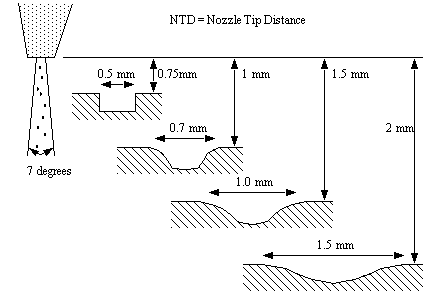 NTD = Nozzle Tip Distance
0.5 mm
0.75mm
1 mm
1.5 mm
2 mm
0.7 mm
7 degrees
1.0 mm
1.5 mm